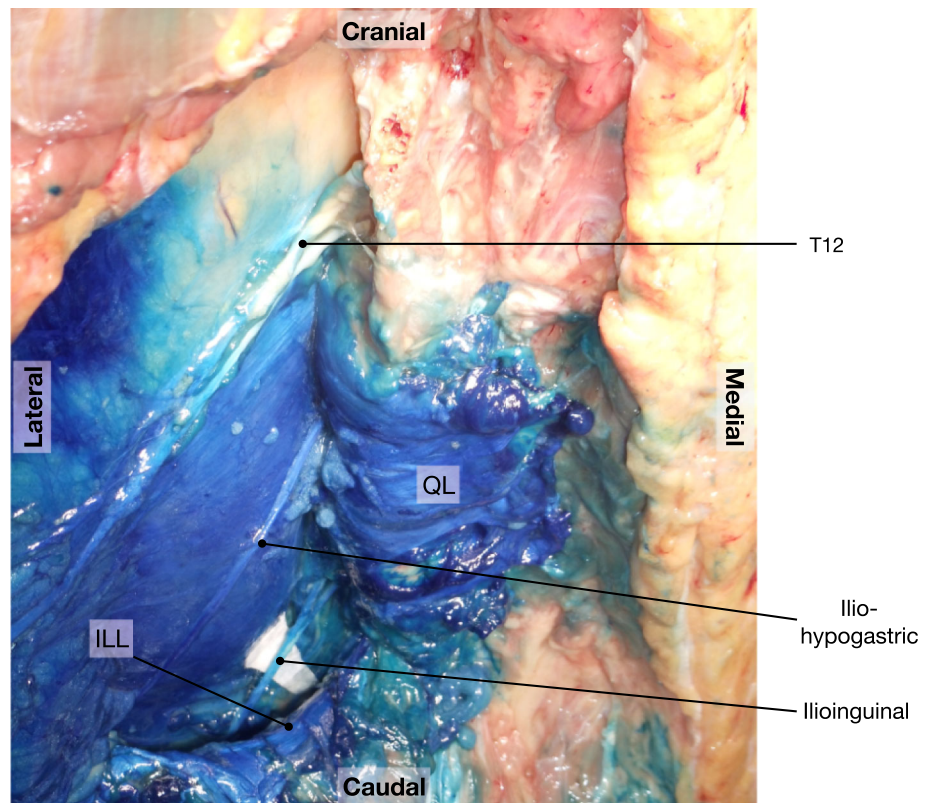 Cranial
T12
Lateral
Medial
QL
Ilio-
hypogastric
ILL
Ilioinguinal
Caudal